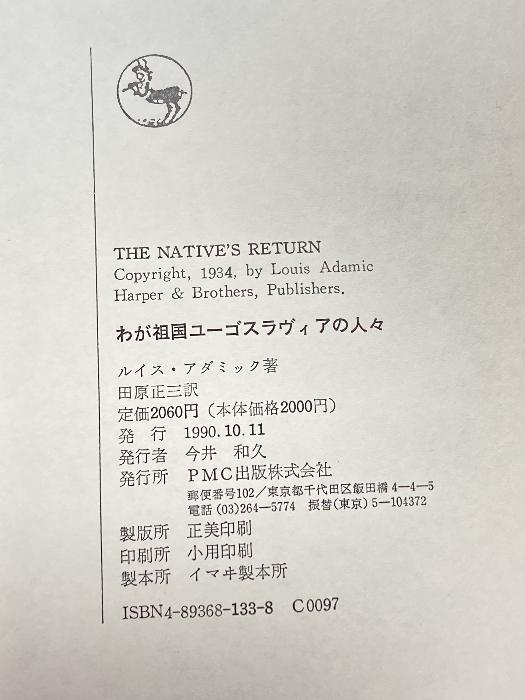 THE NATIVE'S RETURN
Copyright, 1934, by Louis Adamic
Harper & Brothers, Publishers.
わが祖国ユーゴスラヴィアの人々
ルイス・アダミック著
田原正三訳
定価2060円（本体価格2000円）
発　行　1990.10.11
発行者　今井　和久
発行所　PMC出版株式会社
郵便番号102／東京都千代田区飯田橋4―4―5
電話(03)264―5774　振替(東京)5―104372
製版所　正美印刷
印刷所　小用印刷
製本所　イマヰ製本所
ISBN4-89368-133-8　C0097